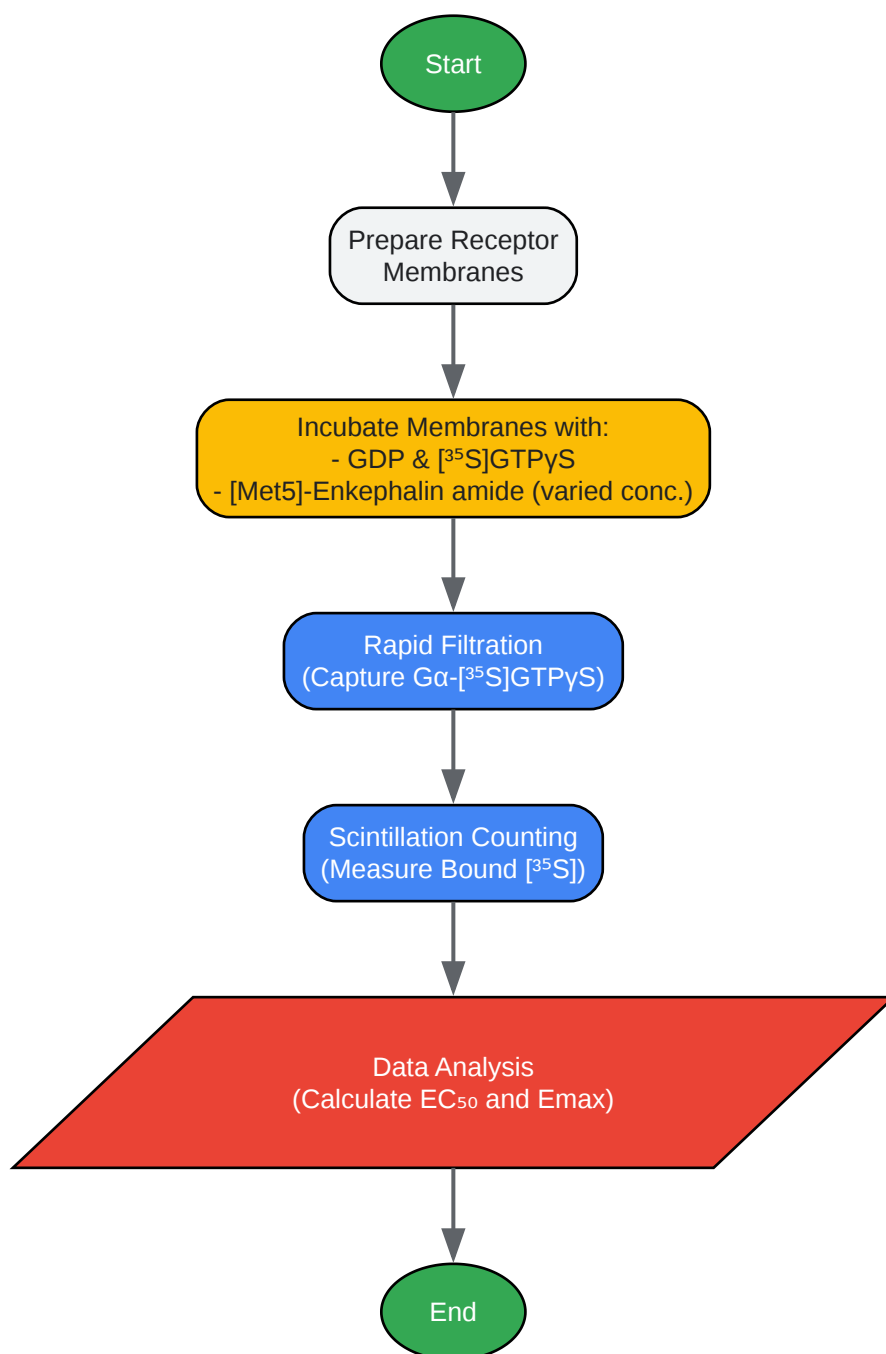 Start
Prepare Receptor
Membranes
Incubate Membranes with:
- GDP & [³⁵S]GTPγS
- [Met5]-Enkephalin amide (varied conc.)
Rapid Filtration
(Capture Gα-[³⁵S]GTPγS)
Scintillation Counting
(Measure Bound [³⁵S])
Data Analysis
(Calculate EC₅₀ and Emax)
End